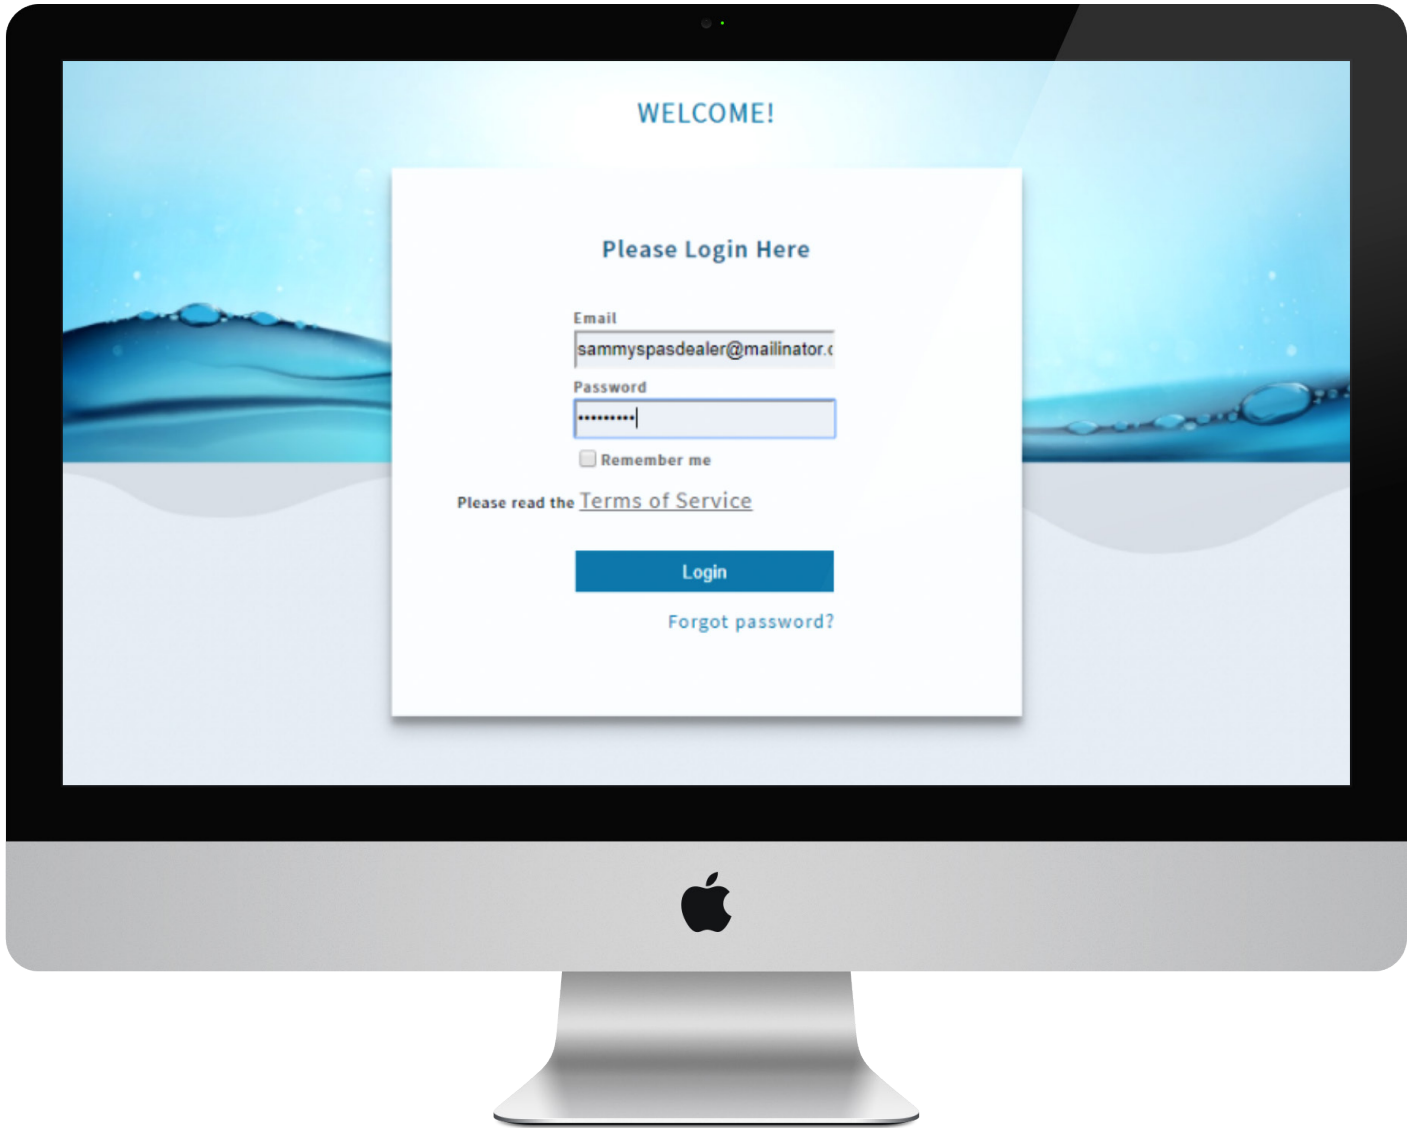 WELCOME!
Please Login Here
Email
sammyspasdealer@mailinator.c
Password
•••••••••
Remember me
Please read the Terms of Service
Login
Forgot password?